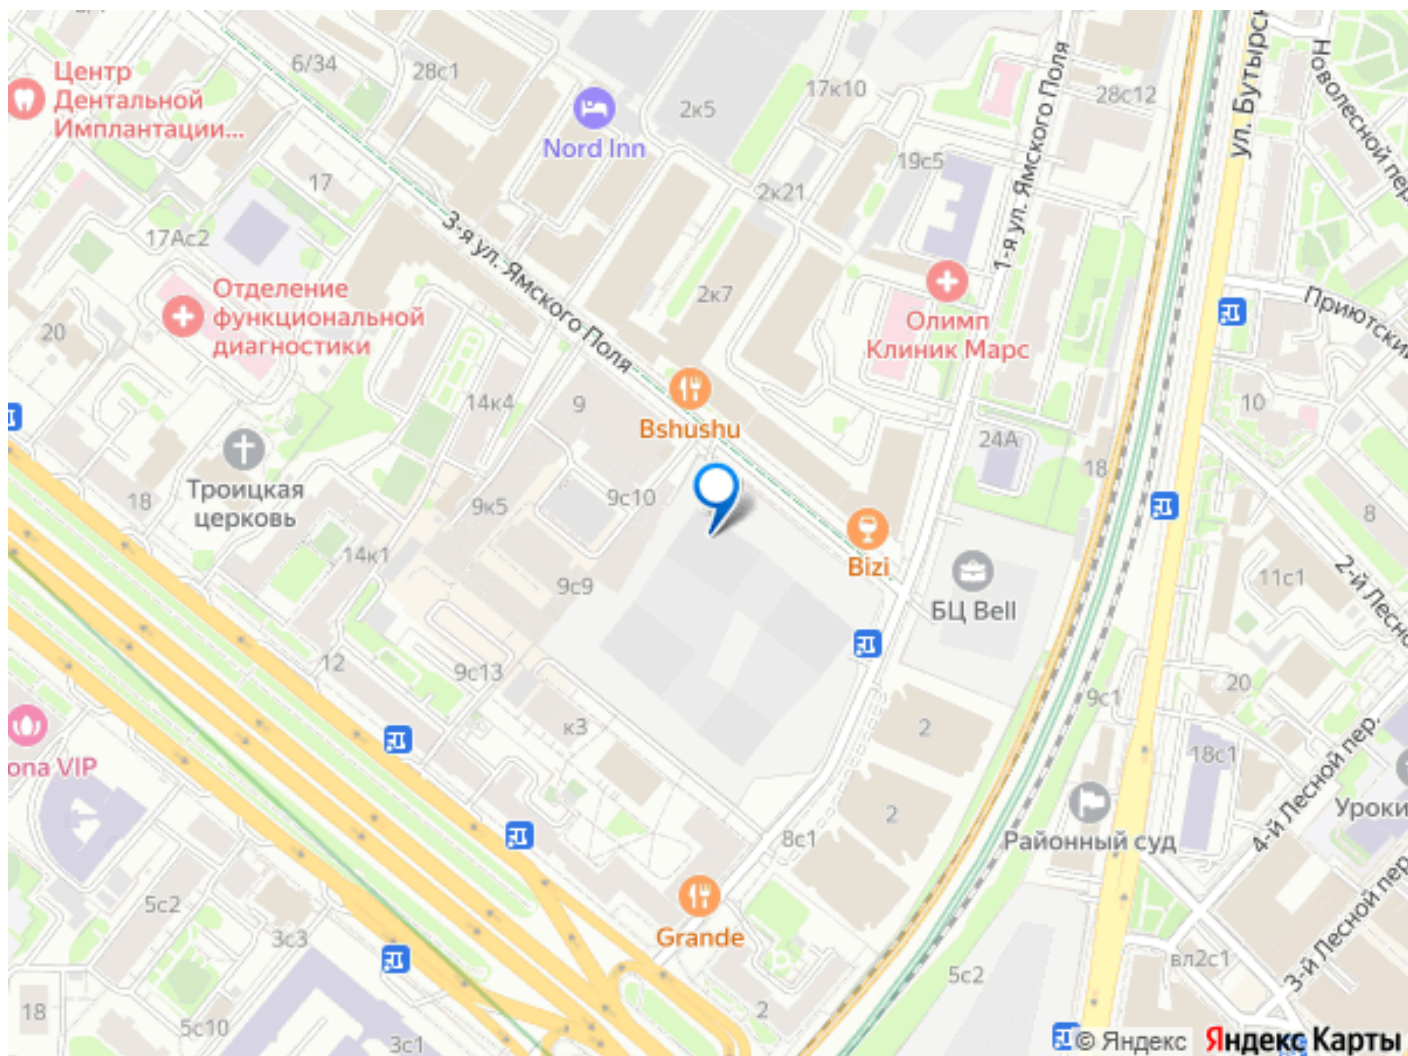 6/34
28с1
Центр
Дентальной
Имплантации...
Nord Inn
2к5
17к10
28с12
1-я ул. Ямского Поля
ул. Бутырс
Новолесной пер.
19с5
2к21
17
17Ас2
3-я ул. Ямского Поля
2к7
Отделение
функциональной
диагностики
20
Олимп
Клиник Марс
Приютский
14к4
9
Bshushu
10
24А
18
Троицкая
церковь
18
9к5
9с10
14к1
9с9
Bizi
БЦ Bell
8
11с1
2-й Лесно
12
9с13
к3
2
9с1
20
18с1
4-й Лесной пер.
ona VIP
2
8с1
Районный суд
Уроки
Grande
5с2
3с3
5с2
вл2с1
3-й Лесной пер
18
5с10
3с1
2
© Яндекс Яндекс Карты